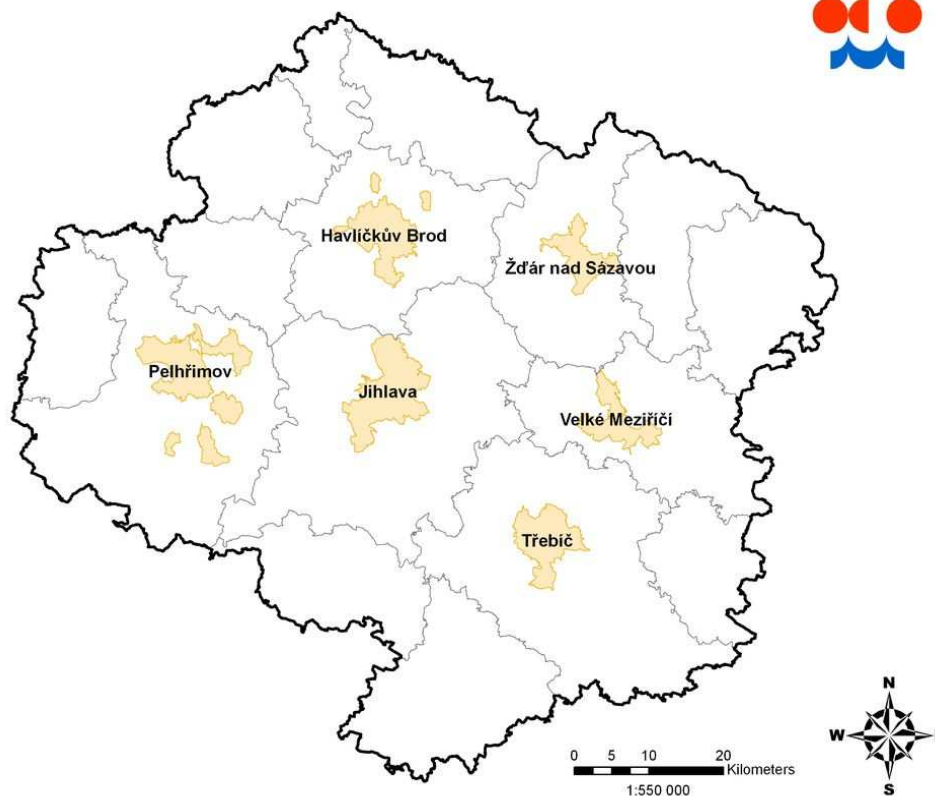 Havlíčkův Brod
Žďár nad Sázavou
Pelhřimov
Jihlava
Velké Meziříčí
Třebíč
N
W
S
0 5 10 20
Kilometers
1:550 000